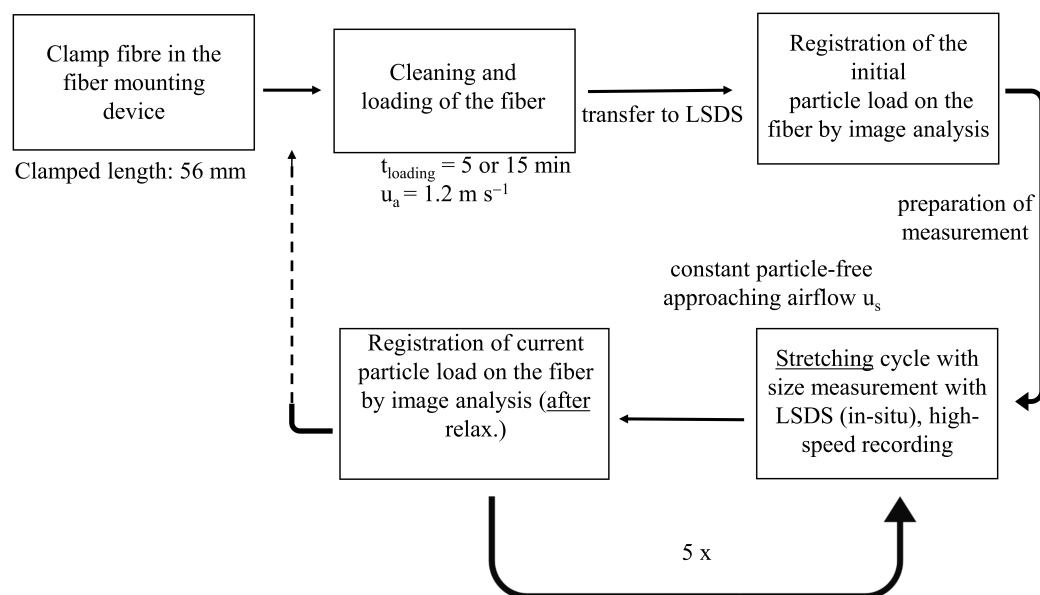 Clamp fibre in the
fiber mounting
device
Clamped length: 56 mm
Cleaning and
loading of the fiber
t_loading = 5 or 15 min
u_a = 1.2 m s⁻¹
transfer to LSDS
Registration of the
initial
particle load on the
fiber by image analysis
preparation of
measurement
constant particle-free
approaching airflow u_s
Stretching cycle with
size measurement with
LSDS (in-situ), high-
speed recording
Registration of current
particle load on the fiber
by image analysis (after
relax.)
5 x